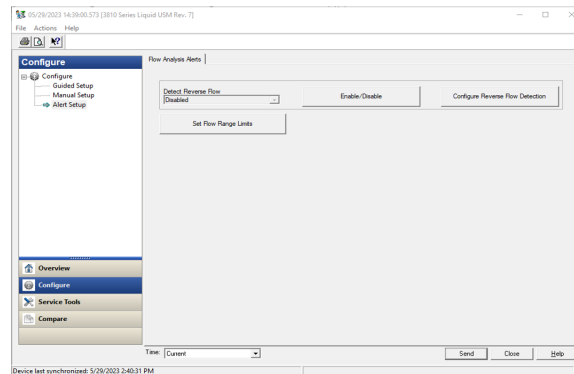 05/29/2023 14:39:00.573 [3810 Series Liquid USM Rev. 7]
File Actions Help
Configure
Flow Analysis Alerts
Configure
Guided Setup
Manual Setup
Alert Setup
Detect Reverse Flow
Disabled
Enable/Disable
Configure Reverse Flow Detection
Set Flow Range Limits
Overview
Configure
Service Tools
Compare
Time: Current
Send
Close
Help
Device last synchronized: 5/29/2023 2:40:31 PM